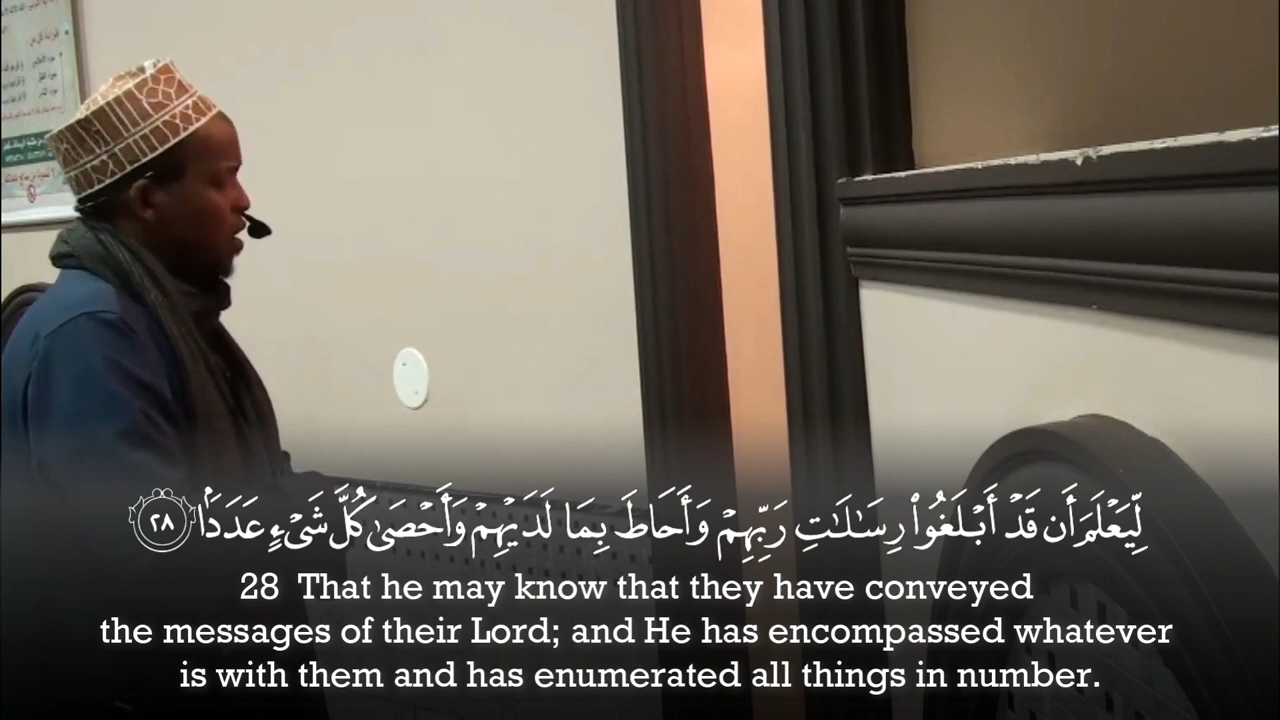 لِّيَعْلَمَ أَن قَدْ أَبْلَغُوا۟ رِسَـٰلَـٰتِ رَبِّهِمْ وَأَحَاطَ بِمَا لَدَيْهِمْ وَأَحْصَىٰ كُلَّ شَىْءٍ عَدَدًۢا ٢٨
28 That he may know that they have conveyed
the messages of their Lord; and He has encompassed whatever
is with them and has enumerated all things in number.